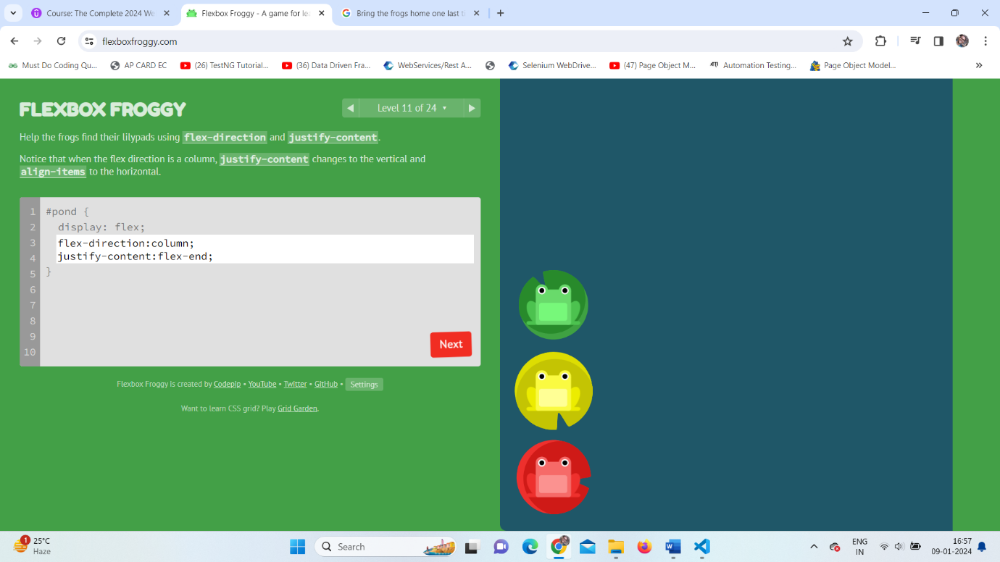 Course: The Complete 2024 We
Flexbox Froggy - A game for lea
Bring the frogs home one last ti
flexboxfroggy.com
Must Do Coding Qu...
AP CARD EC
(26) TestNG Tutorial...
(36) Data Driven Fra...
WebServices/Rest A...
Selenium WebDrive...
(47) Page Object M...
Automation Testing...
Page Object Model...
»
FLEXBOX FROGGY
◀ Level 11 of 24 ▾ ▶
Help the frogs find their lilypads using flex-direction and justify-content.
Notice that when the flex direction is a column, justify-content changes to the vertical and
align-items to the horizontal.
1 #pond {
2 display: flex;
3 flex-direction:column;
4 justify-content:flex-end;
5 }
6
7
8
9
10
Next
Flexbox Froggy is created by Codepip • YouTube • Twitter • GitHub • Settings
Want to learn CSS grid? Play Grid Garden.
1
25°C
Haze
Search
ENG
IN
16:57
09-01-2024